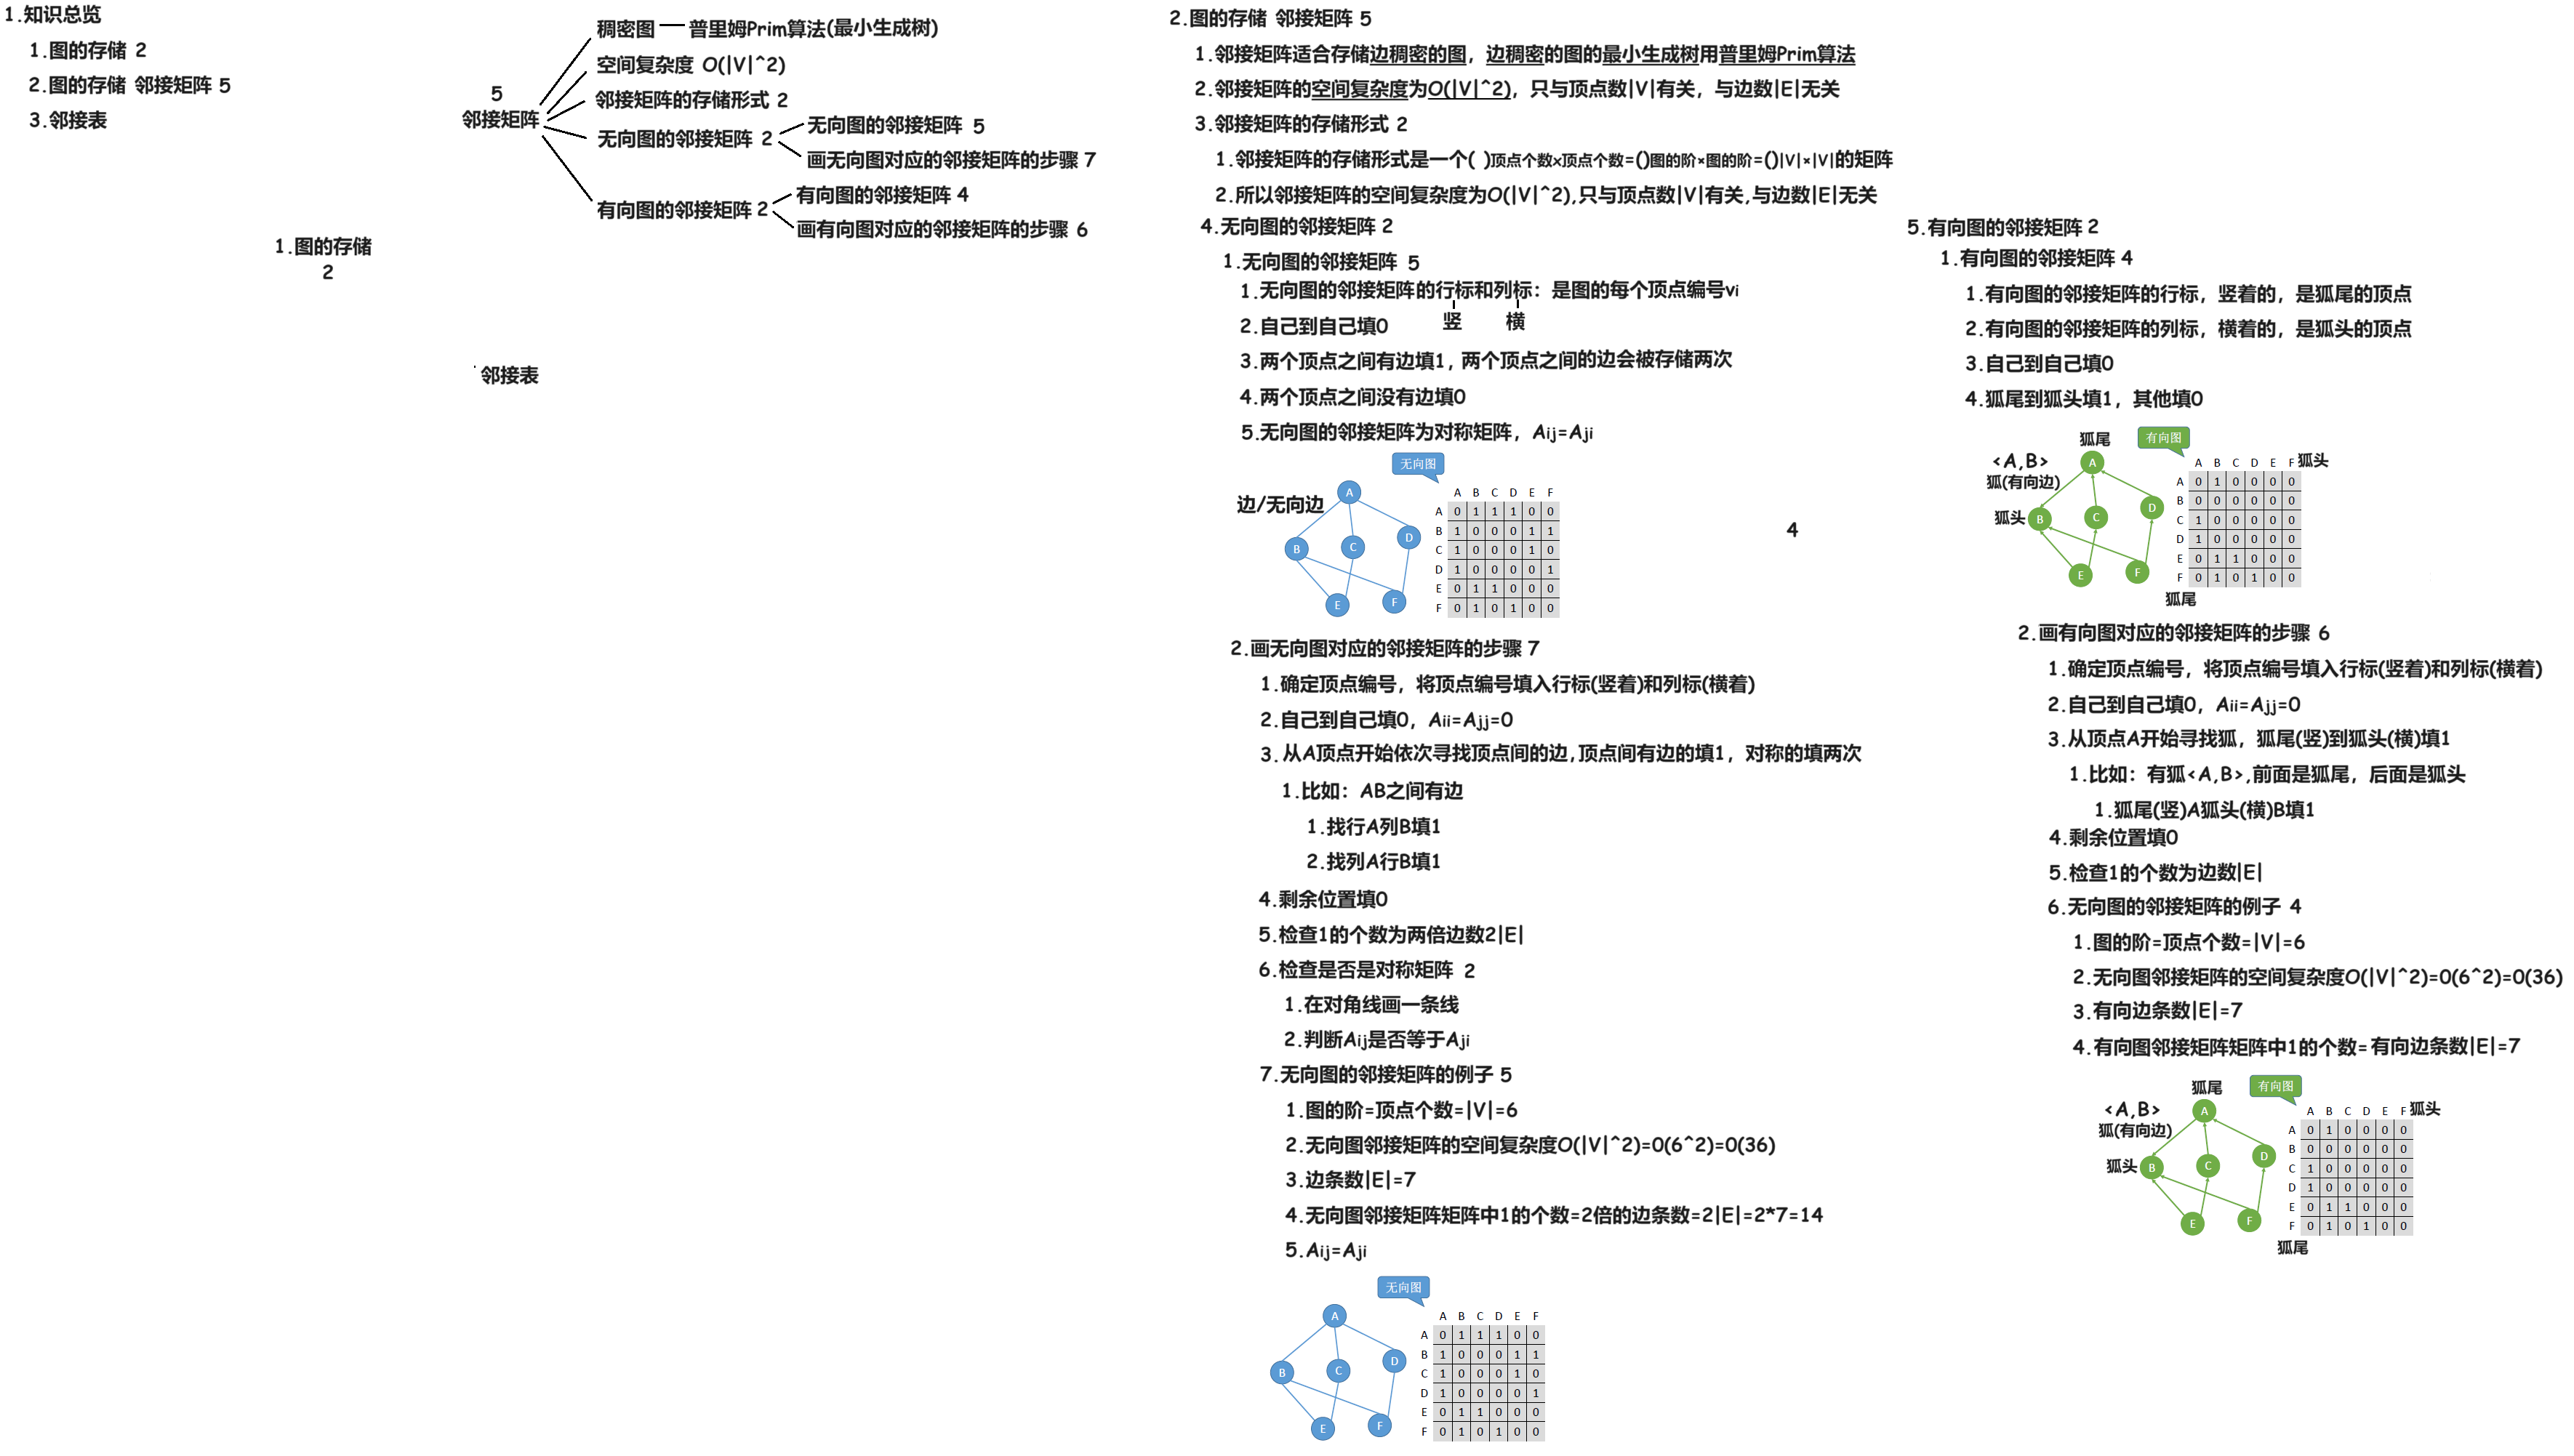 1.知识总览
1.图的存储 2
2.图的存储 邻接矩阵 5
3.邻接表
1.图的存储
2
5
邻接矩阵
稠密图 普里姆Prim算法(最小生成树)
空间复杂度 O(|V|^2)
邻接矩阵的存储形式 2
无向图的邻接矩阵 2
无向图的邻接矩阵 5
画无向图对应的邻接矩阵的步骤 7
有向图的邻接矩阵 2
有向图的邻接矩阵 4
画有向图对应的邻接矩阵的步骤 6
邻接表
2.图的存储 邻接矩阵 5
1.邻接矩阵适合存储边稠密的图，边稠密的图的最小生成树用普里姆Prim算法
2.邻接矩阵的空间复杂度为O(|V|^2)，只与顶点数|V|有关，与边数|E|无关
3.邻接矩阵的存储形式 2
1.邻接矩阵的存储形式是一个( )顶点个数×顶点个数=()图的阶*图的阶=()|V|*|V|的矩阵
2.所以邻接矩阵的空间复杂度为O(|V|^2),只与顶点数|V|有关,与边数|E|无关
4.无向图的邻接矩阵 2
1.无向图的邻接矩阵 5
1.无向图的邻接矩阵的行标和列标：是图的每个顶点编号vi
竖 横
2.自己到自己填0
3.两个顶点之间有边填1，两个顶点之间的边会被存储两次
4.两个顶点之间没有边填0
5.无向图的邻接矩阵为对称矩阵，Aij=Aji
无向图
边/无向边
A
B C D
E F
A B C D E F
A 0 1 1 1 0 0
B 1 0 0 0 1 1
C 1 0 0 0 1 0
D 1 0 0 0 0 1
E 0 1 1 0 0 0
F 0 1 0 1 0 0
4
2.画无向图对应的邻接矩阵的步骤 7
1.确定顶点编号，将顶点编号填入行标(竖着)和列标(横着)
2.自己到自己填0，Aii=Ajj=0
3.从A顶点开始依次寻找顶点间的边,顶点间有边的填1，对称的填两次
1.比如：AB之间有边
1.找行A列B填1
2.找列A行B填1
4.剩余位置填0
5.检查1的个数为两倍边数2|E|
6.检查是否是对称矩阵 2
1.在对角线画一条线
2.判断Aij是否等于Aji
7.无向图的邻接矩阵的例子 5
1.图的阶=顶点个数=|V|=6
2.无向图邻接矩阵的空间复杂度O(|V|^2)=0(6^2)=0(36)
3.边条数|E|=7
4.无向图邻接矩阵矩阵中1的个数=2倍的边条数=2|E|=2*7=14
5.Aij=Aji
无向图
A
B C D
E F
A B C D E F
A 0 1 1 1 0 0
B 1 0 0 0 1 1
C 1 0 0 0 1 0
D 1 0 0 0 0 1
E 0 1 1 0 0 0
F 0 1 0 1 0 0
5.有向图的邻接矩阵 2
1.有向图的邻接矩阵 4
1.有向图的邻接矩阵的行标，竖着的，是狐尾的顶点
2.有向图的邻接矩阵的列标，横着的，是狐头的顶点
3.自己到自己填0
4.狐尾到狐头填1，其他填0
狐尾
有向图
<A,B>
狐(有向边)
狐头
A
B C D
E F
A B C D E F 狐头
A 0 1 0 0 0 0
B 0 0 0 0 0 0
C 1 0 0 0 0 0
D 1 0 0 0 0 0
E 0 1 1 0 0 0
F 0 1 0 1 0 0
狐尾
2.画有向图对应的邻接矩阵的步骤 6
1.确定顶点编号，将顶点编号填入行标(竖着)和列标(横着)
2.自己到自己填0，Aii=Ajj=0
3.从顶点A开始寻找狐，狐尾(竖)到狐头(横)填1
1.比如：有狐<A,B>,前面是狐尾，后面是狐头
1.狐尾(竖)A狐头(横)B填1
4.剩余位置填0
5.检查1的个数为边数|E|
6.无向图的邻接矩阵的例子 4
1.图的阶=顶点个数=|V|=6
2.无向图邻接矩阵的空间复杂度O(|V|^2)=0(6^2)=0(36)
3.有向边条数|E|=7
4.有向图邻接矩阵矩阵中1的个数=有向边条数|E|=7
狐尾
有向图
<A,B>
狐(有向边)
狐头
A
B C D
E F
A B C D E F 狐头
A 0 1 0 0 0 0
B 0 0 0 0 0 0
C 1 0 0 0 0 0
D 1 0 0 0 0 0
E 0 1 1 0 0 0
F 0 1 0 1 0 0
狐尾